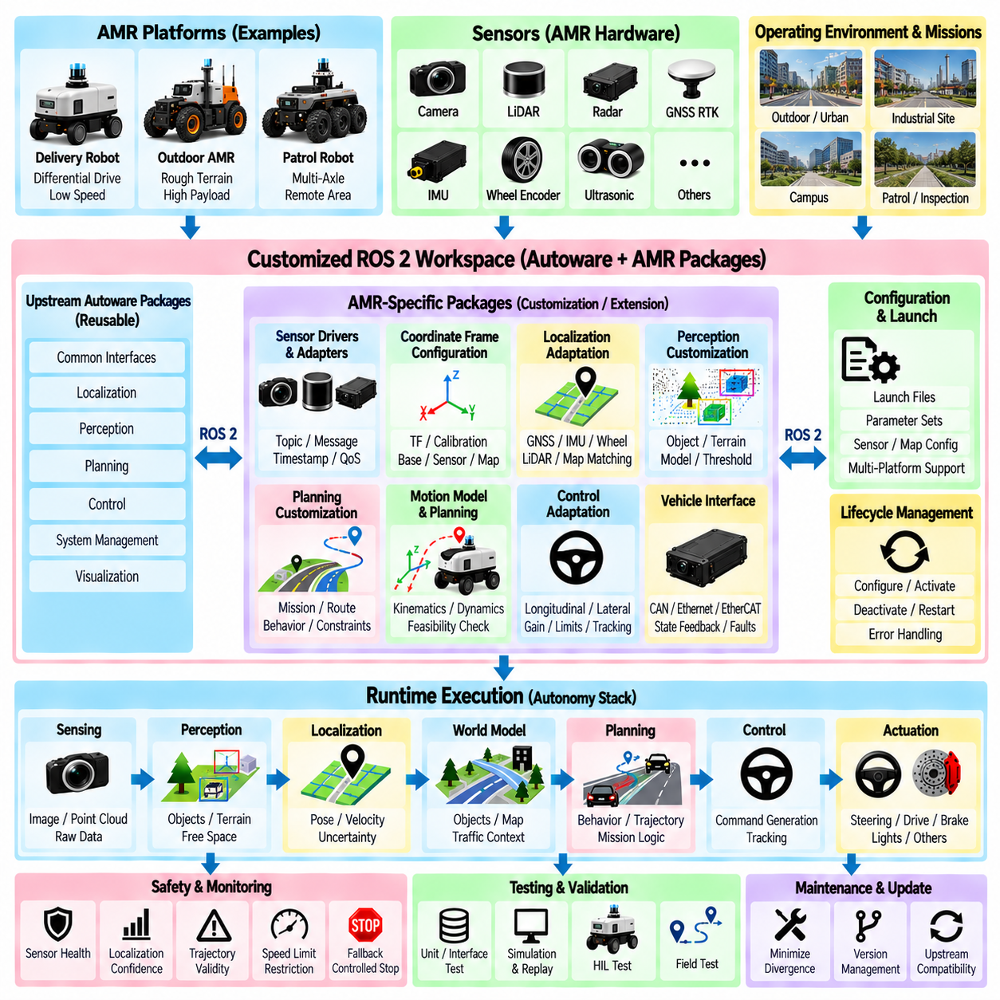 AMR Platforms (Examples)
Delivery Robot
Differential Drive
Low Speed
Outdoor AMR
Rough Terrain
High Payload
Patrol Robot
Multi-Axle
Remote Area
Sensors (AMR Hardware)
Camera
LiDAR
Radar
GNSS RTK
IMU
Wheel Encoder
Ultrasonic
Others
Operating Environment & Missions
Outdoor / Urban
Industrial Site
Campus
Patrol / Inspection
Customized ROS 2 Workspace (Autoware + AMR Packages)
Upstream Autoware Packages
(Reusable)
Common Interfaces
Localization
Perception
Planning
Control
System Management
Visualization
ROS 2
AMR-Specific Packages (Customization / Extension)
Sensor Drivers
& Adapters
Topic / Message
Timestamp / QoS
Coordinate Frame
Configuration
Z
X
Y
TF / Calibration
Base / Sensor / Map
Localization
Adaptation
GNSS / IMU / Wheel
LiDAR / Map Matching
Perception
Customization
Object / Terrain
Model / Threshold
Planning
Customization
Mission / Route
Behavior / Constraints
Motion Model
& Planning
Z
Kinematics / Dynamics
Feasibility Check
Control
Adaptation
Longitudinal / Lateral
Gain / Limits / Tracking
Vehicle Interface
CAN / Ethernet / EtherCAT
State Feedback / Faults
ROS 2
Configuration
& Launch
Launch Files
Parameter Sets
Sensor / Map Config
Multi-Platform Support
Lifecycle Management
Configure / Activate
Deactivate / Restart
Error Handling
Runtime Execution (Autonomy Stack)
Sensing
Image / Point Cloud
Raw Data
Perception
Objects / Terrain
Free Space
Localization
Pose / Velocity
Uncertainty
World Model
Objects / Map
Traffic Context
Planning
Behavior / Trajectory
Mission Logic
Control
Command Generation
Tracking
Actuation
Steering / Drive / Brake
Lights / Others
Safety & Monitoring
Sensor Health
Localization
Confidence
Trajectory
Validity
Speed Limit
Restriction
STOP
Fallback
Controlled Stop
Testing & Validation
Unit / Interface
Test
Simulation
& Replay
HIL Test
Field Test
Maintenance & Update
Minimize
Divergence
Version
Management
Upstream
Compatibility